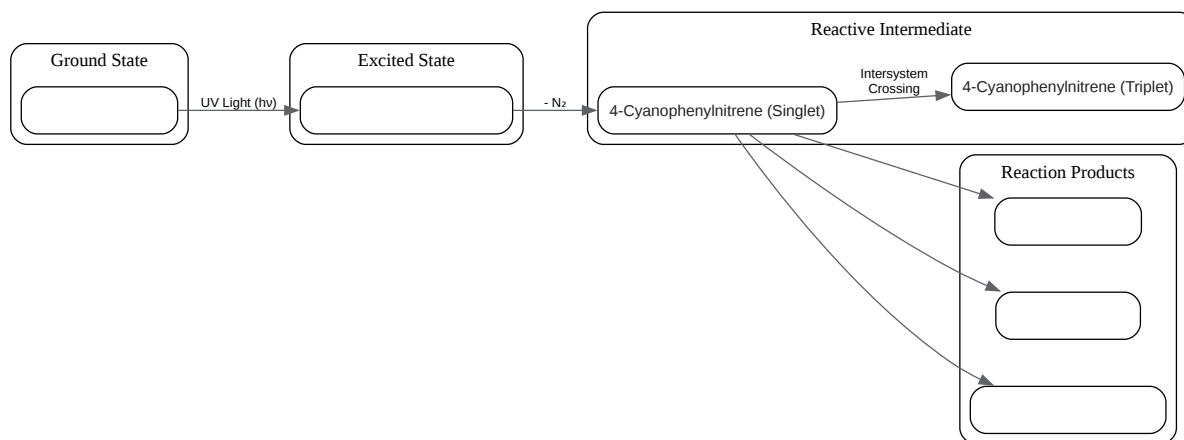 Ground State
UV Light (hν)
Excited State
- N₂
Reactive Intermediate
4-Cyanophenylnitrene (Singlet)
Intersystem
Crossing
4-Cyanophenylnitrene (Triplet)
Reaction Products